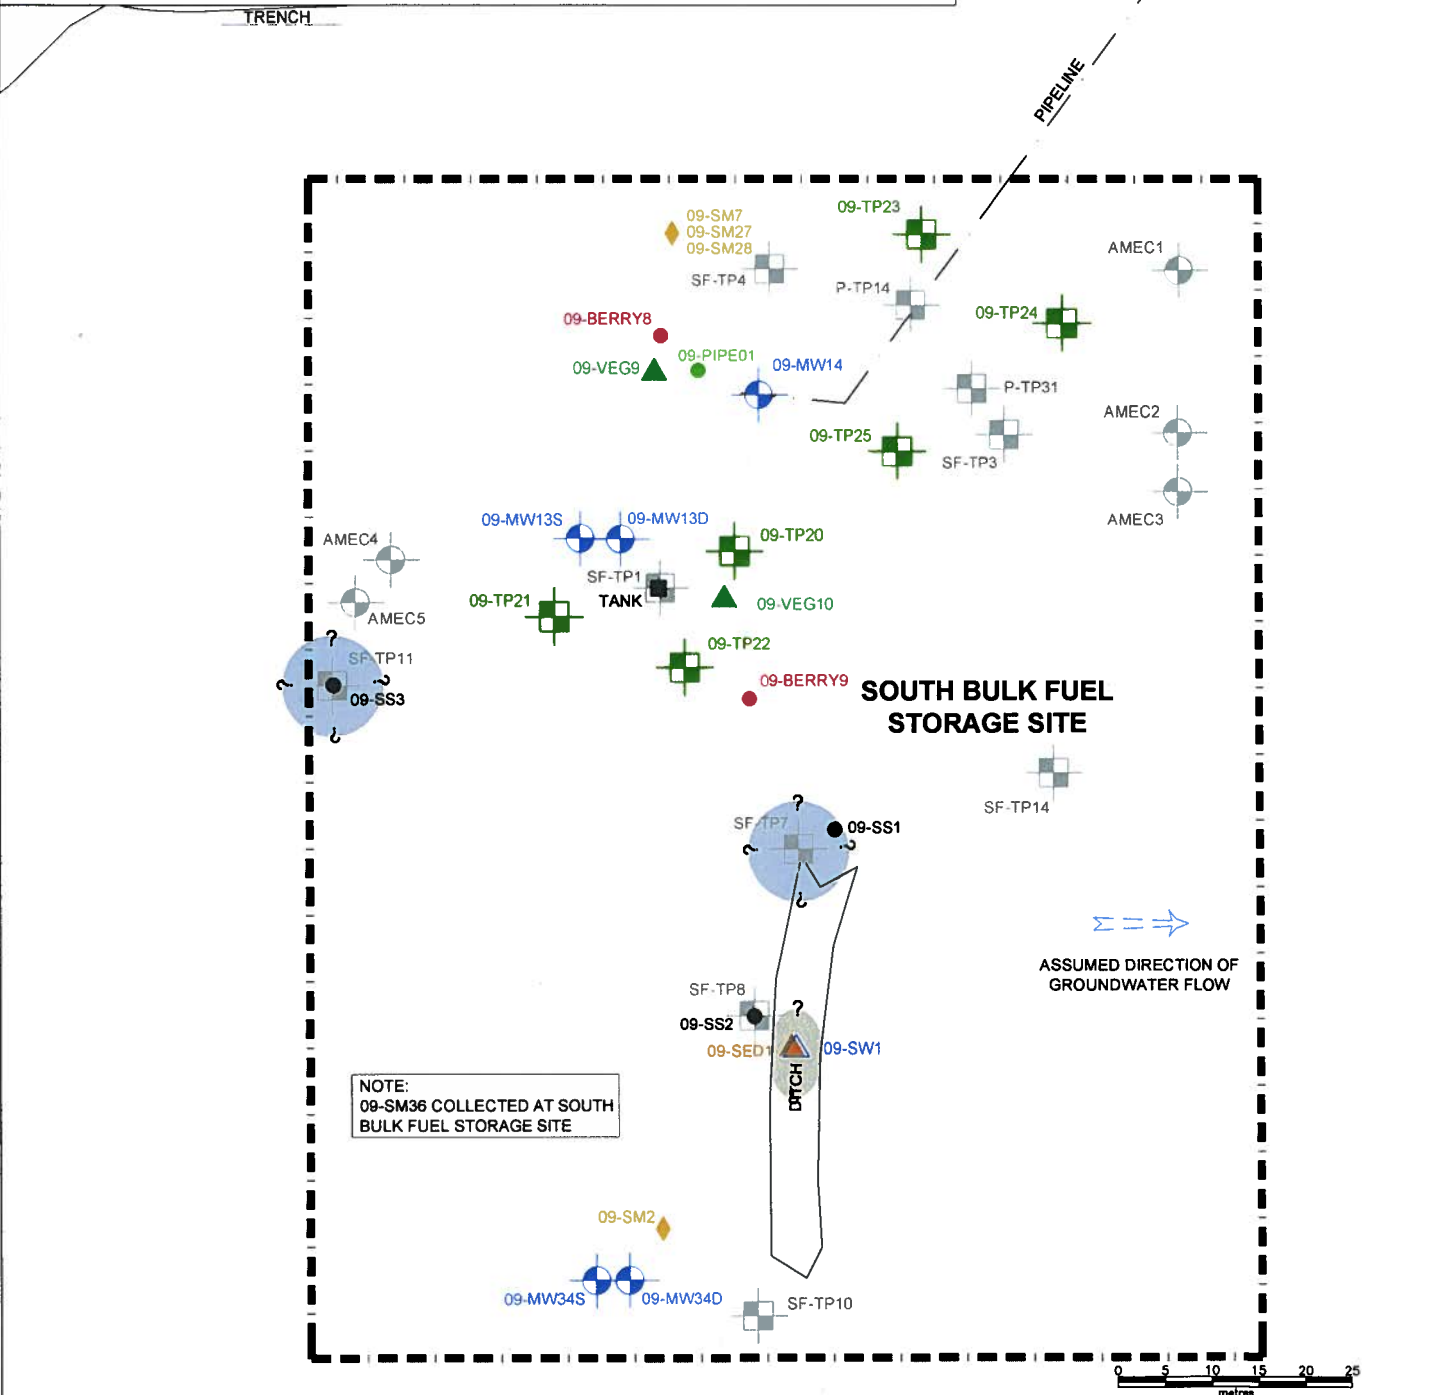 TRENCH
PIPELINE
09-SM7
09-SM27
09-SM28
09-TP23
SF-TP4
P-TP14
AMEC1
09-TP24
09-BERRY8
09-VEG9
09-PIPE01
09-MW14
P-TP31
AMEC2
09-TP25
SF-TP3
AMEC3
09-MW13S
09-MW13D
09-TP20
AMEC4
SF-TP1
TANK
09-TP21
09-VEG10
AMEC5
?
09-TP22
SF-TP11
? ?
09-SS3
?
09-BERRY9
SOUTH BULK FUEL
STORAGE SITE
SF-TP14
?
SF-TP7
09-SS1
? ?
?
ASSUMED DIRECTION OF
GROUNDWATER FLOW
SF-TP8
09-SS2
?
09-SED1
09-SW1
DITCH
NOTE:
09-SM36 COLLECTED AT SOUTH
BULK FUEL STORAGE SITE
09-SM2
09-MW34S
09-MW34D
SF-TP10
0 5 10 15 20 25
metres